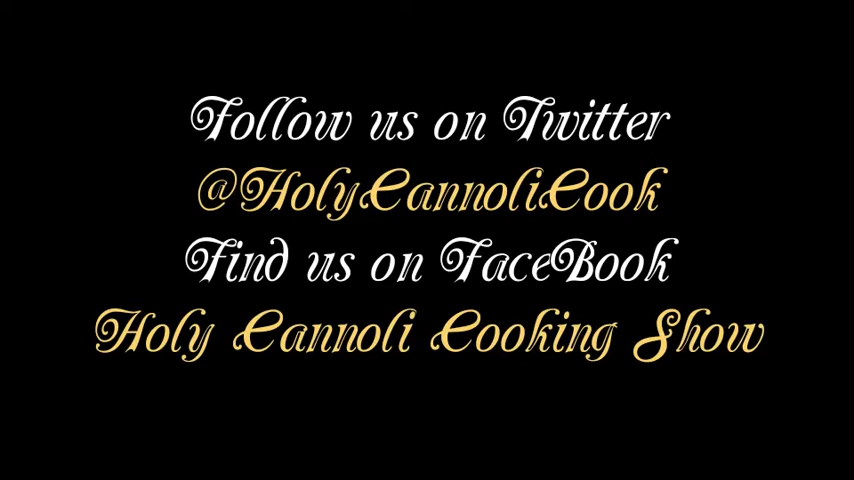 Follow us on Twitter
@HolyCannoliCook
Find us on FaceBook
Holy Cannoli Cooking Show